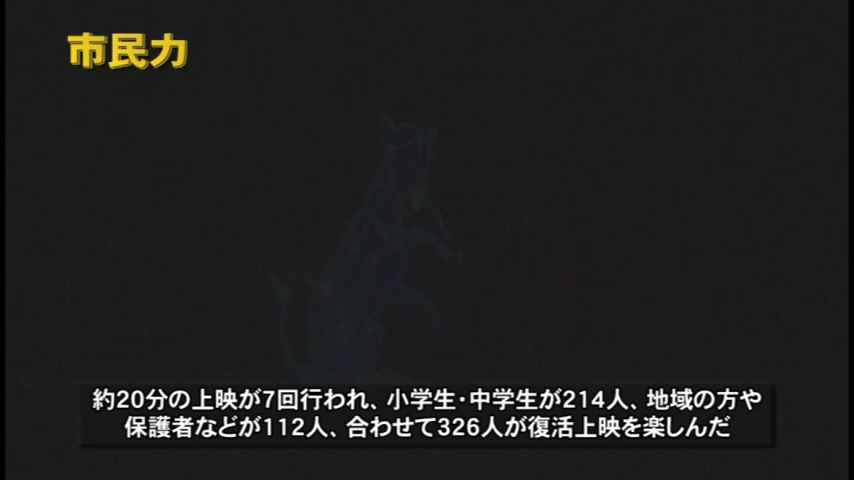 市民力
約20分の上映が7回行われ、小学生・中学生が214人、地域の方や
保護者などが112人、合わせて326人が復活上映を楽しんだ